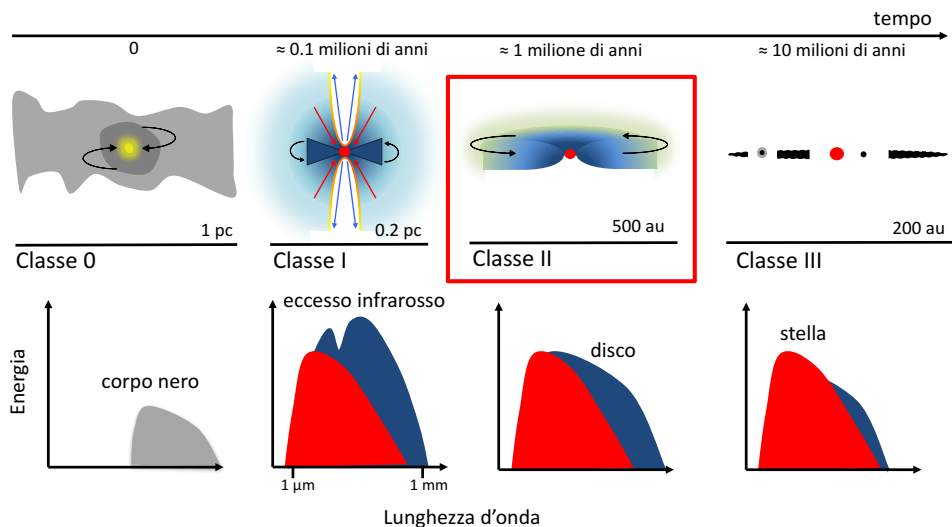 tempo
0
≈ 0.1 milioni di anni
≈ 1 milione di anni
≈ 10 milioni di anni
1 pc
0.2 pc
500 au
200 au
Classe 0
Classe I
Classe II
Classe III
eccesso infrarosso
stella
disco
corpo nero
Energia
1 μm
1 mm
Lunghezza d'onda